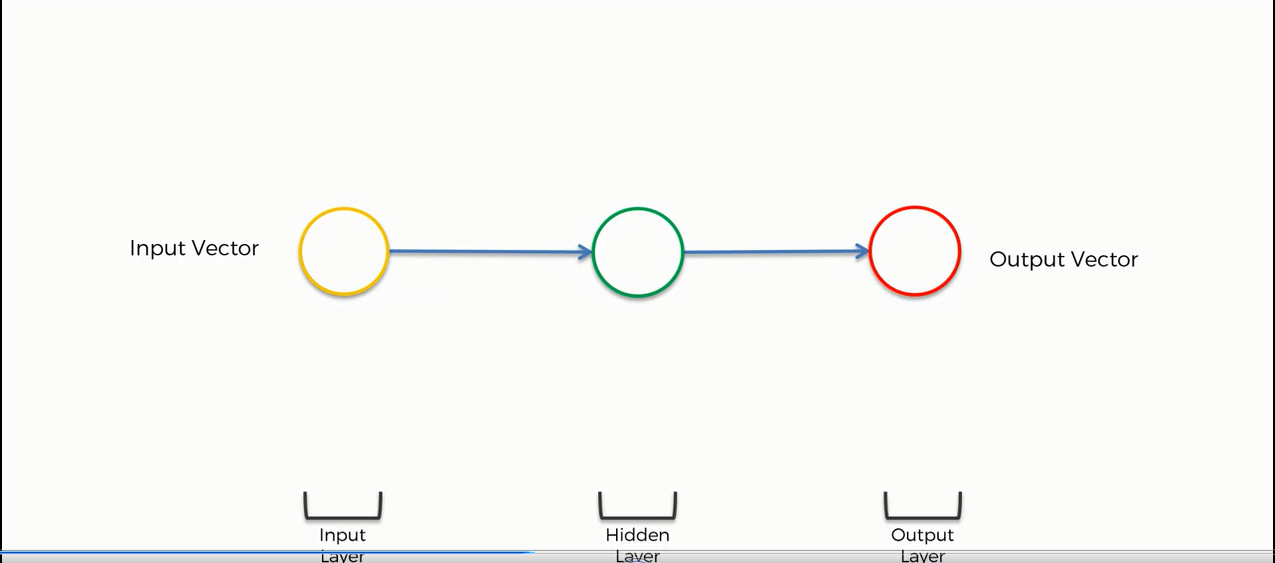 Input Vector
Output Vector
Input
Layer
Hidden
Layer
Output
Layer